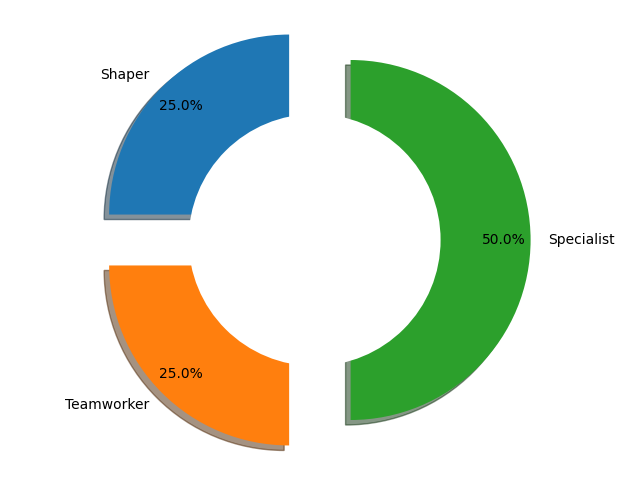 Shaper
25.0%
50.0%
Specialist
25.0%
Teamworker